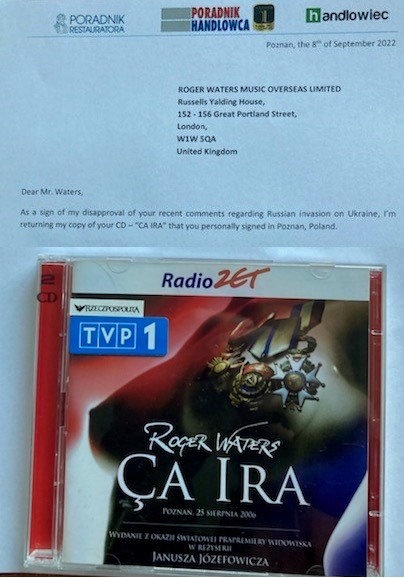 PORADNIK
RESTAURATORA
PORADNIK
HANDLOWCA
handlowiec
Poznan, the 8th of September 2022
ROGER WATERS MUSIC OVERSEAS LIMITED
Russells Yalding House,
152 - 156 Great Portland Street,
London,
W1W 5QA
United Kingdom
Dear Mr. Waters,
As a sign of my disapproval of your recent comments regarding Russian invasion on Ukraine, I'm
returning my copy of your CD – "CA IRA" that you personally signed in Poznan, Poland.
2
CD
Radio ZET
RZECZPOSPOLITA
TVP 1
ROGER WATERS
ÇA IRA
POZNAŃ, 25 SIERPNIA 2006
WYDANIE Z OKAZJI ŚWIATOWEJ PRAPREMIERY WIDOWISKA
W REŻYSERII
JANUSZA JÓZEFOWICZA